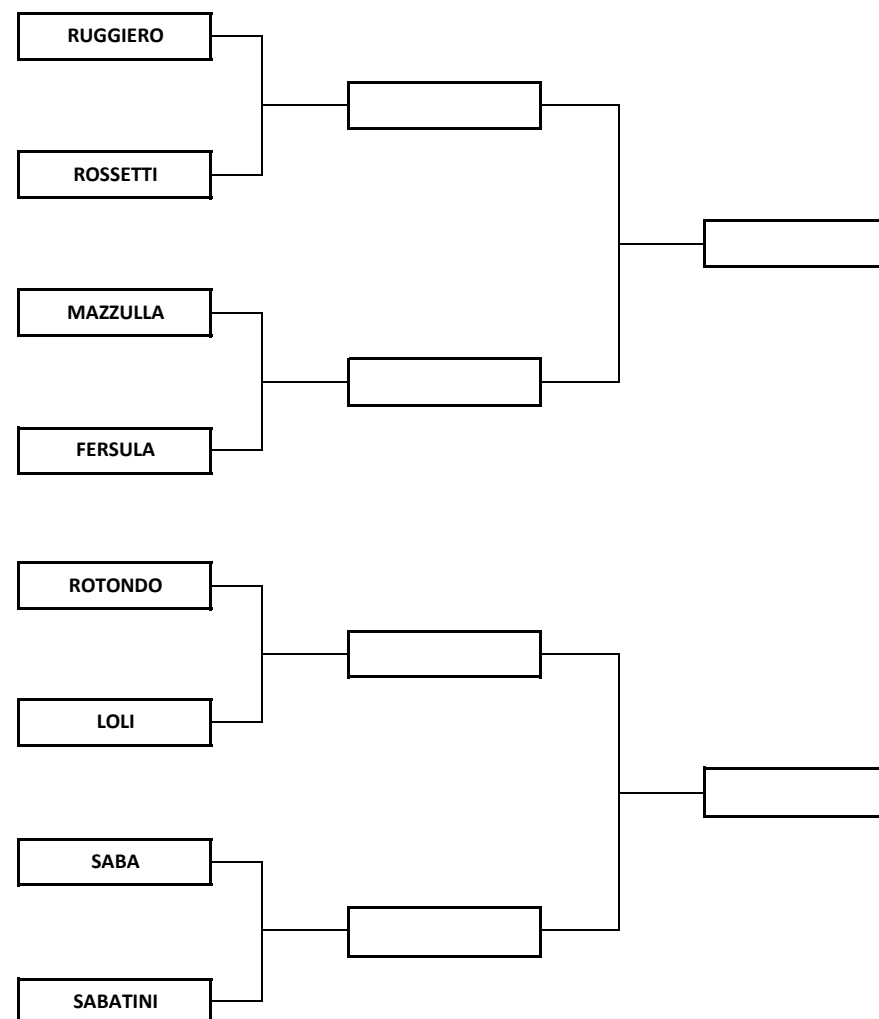 RUGGIERO
ROSSETTI
MAZZULLA
FERSULA
ROTONDO
LOLI
SABA
SABATINI